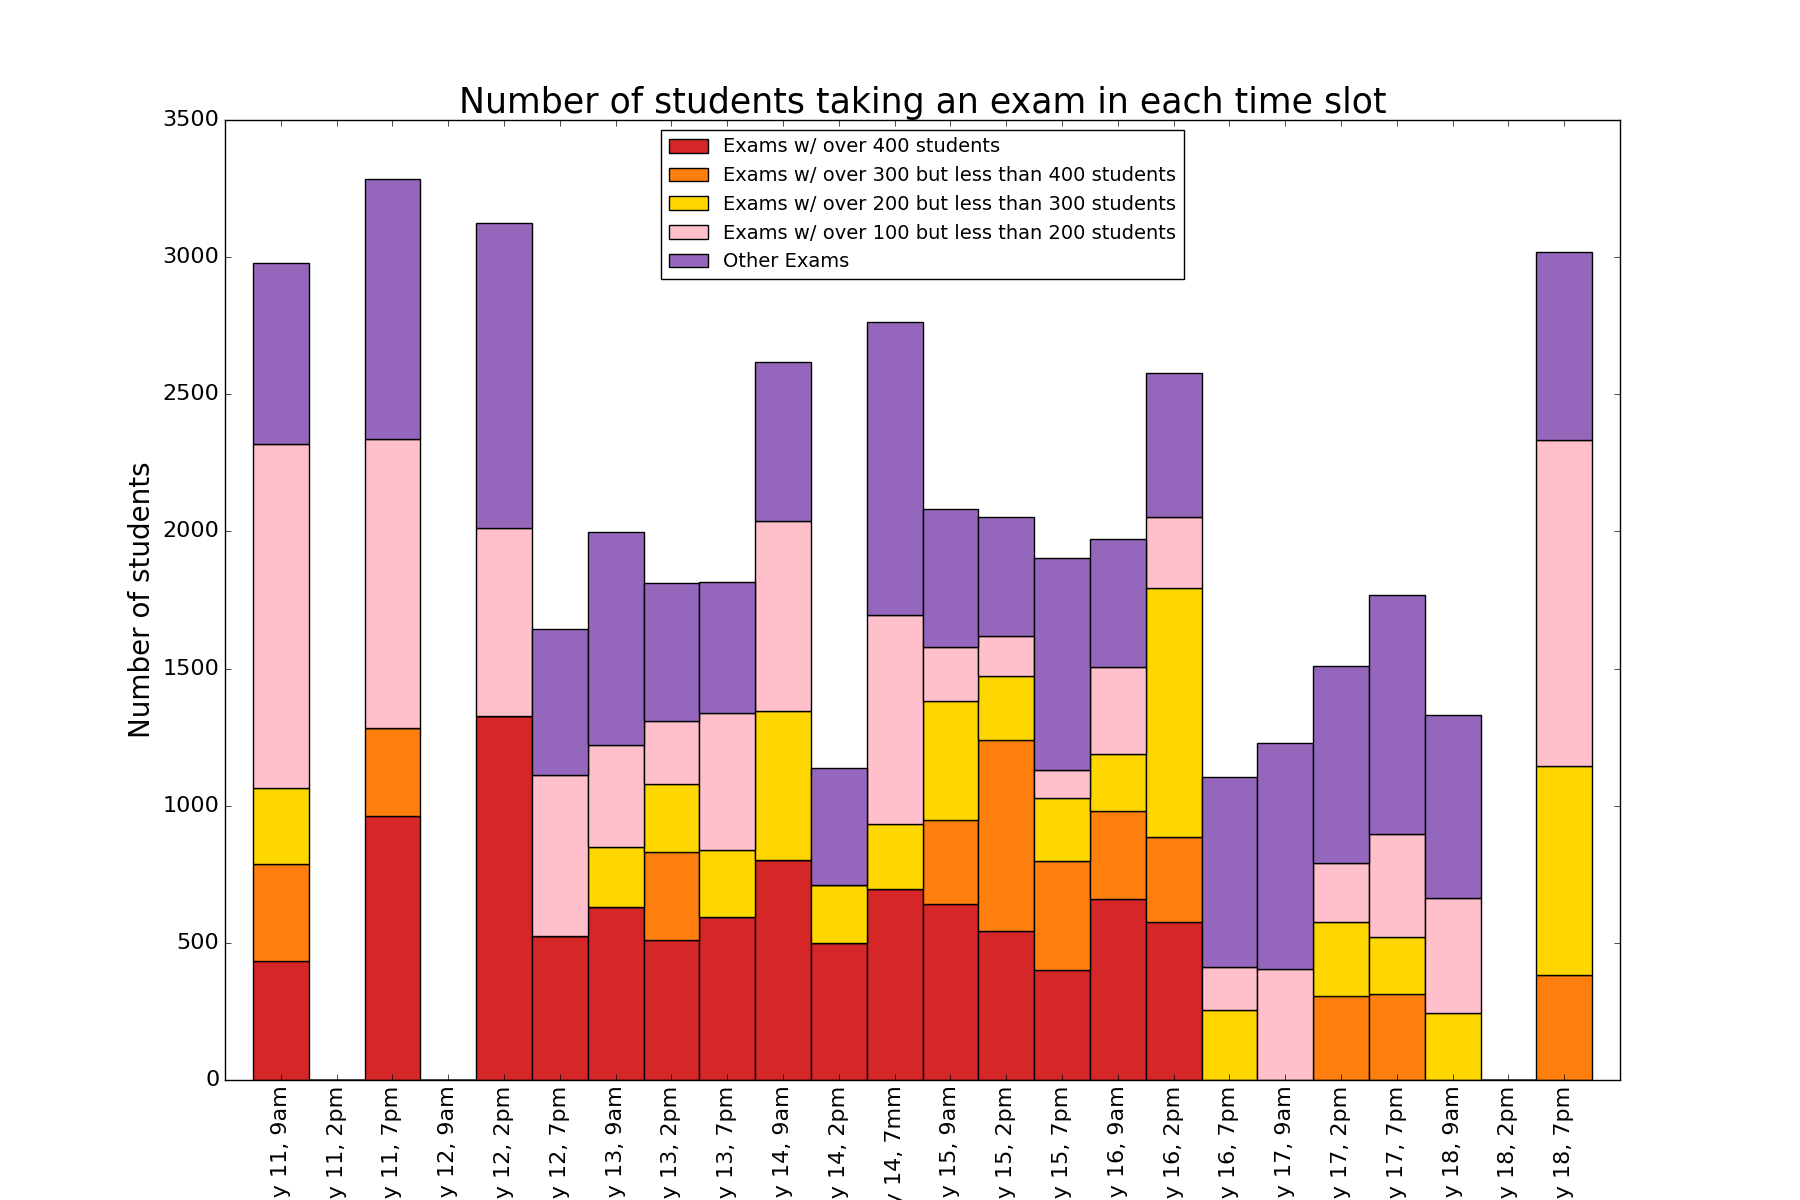 Number of students taking an exam in each time slot
Exams w/ over 400 students
Exams w/ over 300 but less than 400 students
Exams w/ over 200 but less than 300 students
Exams w/ over 100 but less than 200 students
Other Exams
Number of students
3500
3000
2500
2000
1500
1000
500
0
y 11, 9am
y 11, 2pm
y 11, 7pm
y 12, 9am
y 12, 2pm
y 12, 7pm
y 13, 9am
y 13, 2pm
y 13, 7pm
y 14, 9am
y 14, 2pm
y 14, 7mm
y 15, 9am
y 15, 2pm
y 15, 7pm
y 16, 9am
y 16, 2pm
y 16, 7pm
y 17, 9am
y 17, 2pm
y 17, 7pm
y 18, 9am
y 18, 2pm
y 18, 7pm